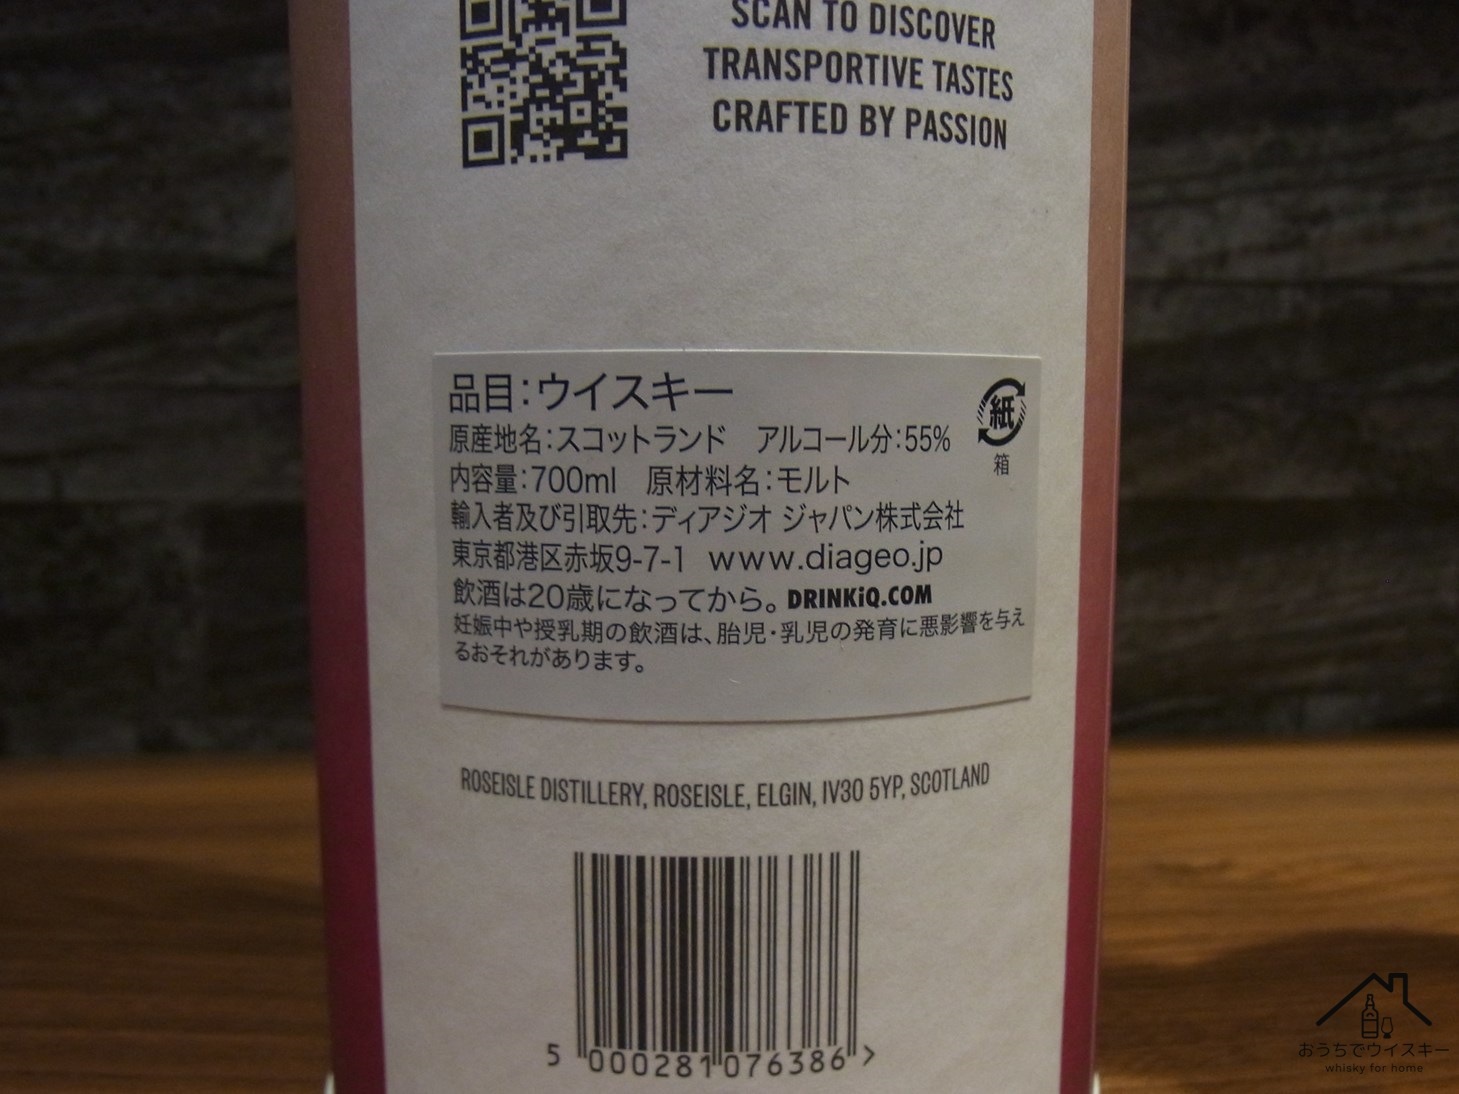 SCAN TO DISCOVER
TRANSPORTIVE TASTES
CRAFTED BY PASSION
品目:ウイスキー
原産地名:スコットランド アルコール分:55%
紙
箱
内容量:700ml 原材料名:モルト
輸入者及び引取先:ディアジオ ジャパン株式会社
東京都港区赤坂9-7-1 www.diageo.jp
飲酒は20歳になってから。DRINKiQ.COM
妊娠中や授乳期の飲酒は、胎児・乳児の発育に悪影響を与え
るおそれがあります。
ROSEISLE DISTILLERY, ROSEISLE, ELGIN, IV30 5YP, SCOTLAND
5 000281 076386 >
おうちでウイスキー
whisky for home